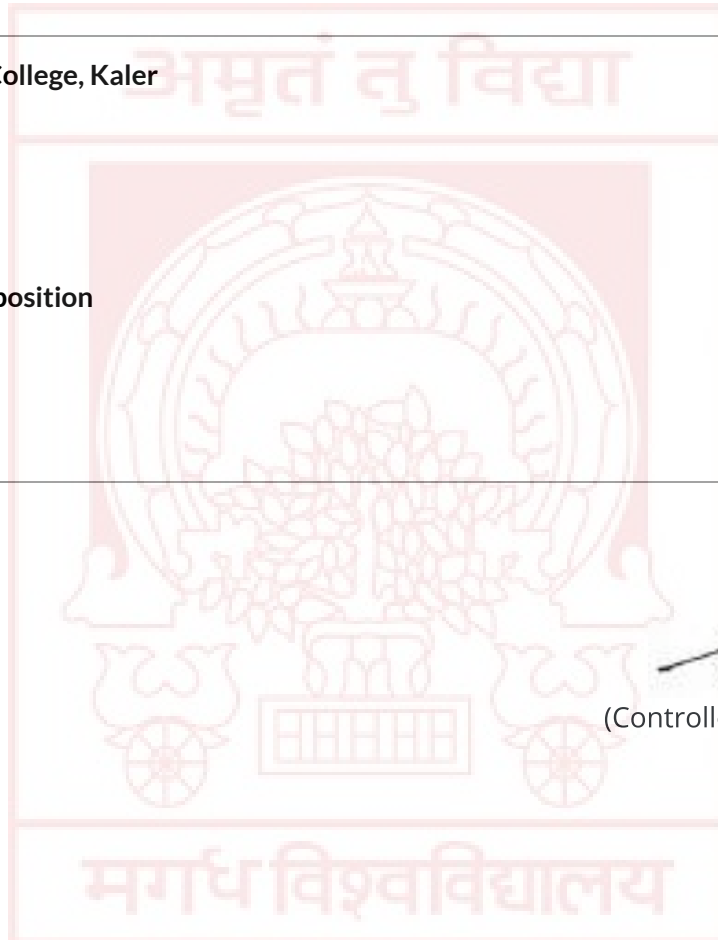 अमृतं तु विद्या
College, Kaler
position
(Controll
मगध विश्वविद्यालय